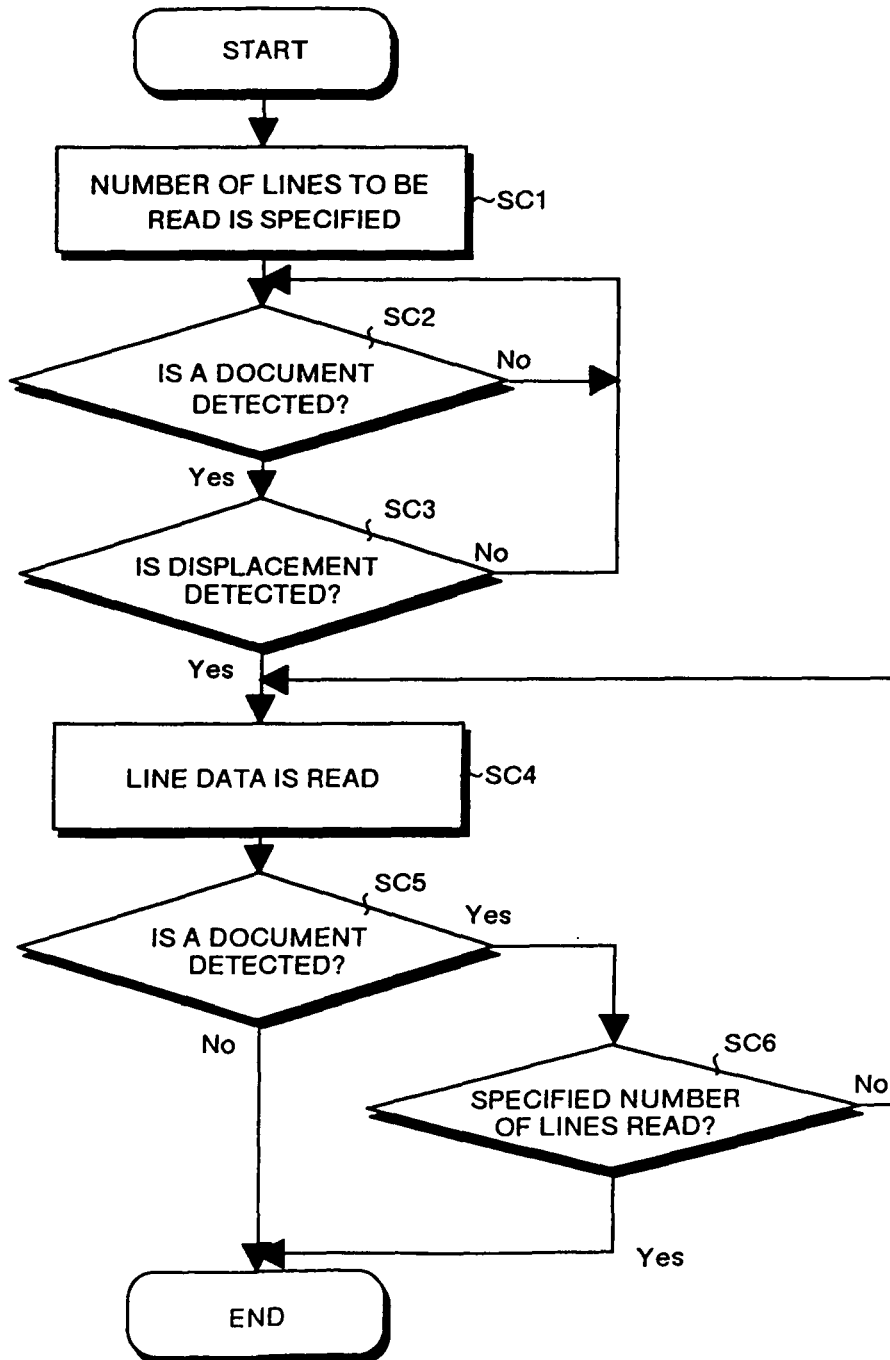 START
NUMBER OF LINES TO BE
READ IS SPECIFIED
~SC1
SC2
IS A DOCUMENT
DETECTED?
No
Yes
SC3
IS DISPLACEMENT
DETECTED?
No
Yes
LINE DATA IS READ
~SC4
SC5
IS A DOCUMENT
DETECTED?
Yes
No
SC6
SPECIFIED NUMBER
OF LINES READ?
No
Yes
END